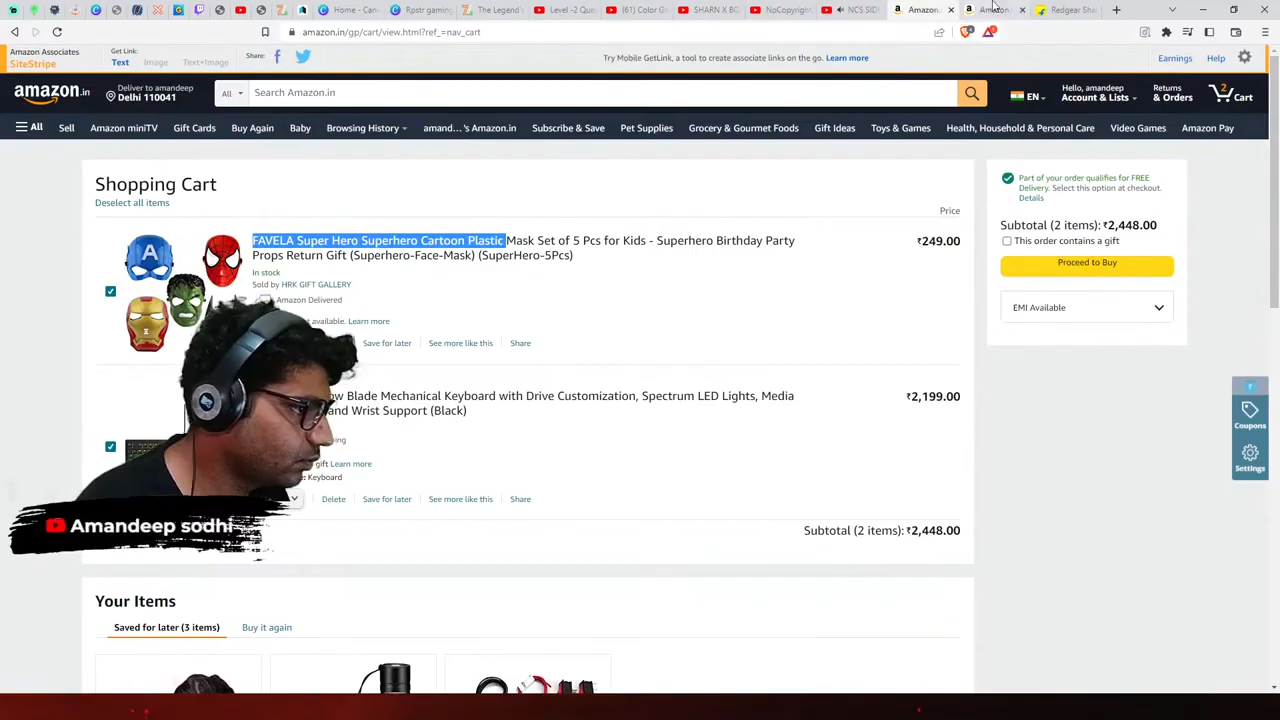 Home - Can
Rpstr gaming
The Legend's
Level -2 Que
(61) Color G
SHARN X BO
NoCopyright
NCS SIDE
Amazon.
Amazon.
Redgear Sha
amazon.in/gp/cart/view.html?ref_=nav_cart
Amazon Associates
SiteStripe
Get Link:
Text
Image
Text+Image
Share:
Try Mobile GetLink, a tool to create associate links on the go. Learn more
Earnings
Help
amazon.in
Deliver to amandeep
Delhi 110041
All
Search Amazon.in
EN
Hello, amandeep
Account & Lists
Returns
& Orders
2
Cart
All
Sell
Amazon miniTV
Gift Cards
Buy Again
Baby
Browsing History
amand... 's Amazon.in
Subscribe & Save
Pet Supplies
Grocery & Gourmet Foods
Gift Ideas
Toys & Games
Health, Household & Personal Care
Video Games
Amazon Pay
Shopping Cart
Deselect all items
Price
FAVELA Super Hero Superhero Cartoon Plastic Mask Set of 5 Pcs for Kids - Superhero Birthday Party
Props Return Gift (Superhero-Face-Mask) (SuperHero-5Pcs)
₹249.00
In stock
Sold by HRK GIFT GALLERY
Amazon Delivered
available. Learn more
Save for later
See more like this
Share
Blade Mechanical Keyboard with Drive Customization, Spectrum LED Lights, Media
and Wrist Support (Black)
₹2,199.00
gift Learn more
Keyboard
Delete
Save for later
See more like this
Share
Subtotal (2 items): ₹2,448.00
Part of your order qualifies for FREE
Delivery. Select this option at checkout.
Details
Subtotal (2 items): ₹2,448.00
This order contains a gift
Proceed to Buy
EMI Available
Coupons
Settings
Amandeep sodhi
Your Items
Saved for later (3 items)
Buy it again